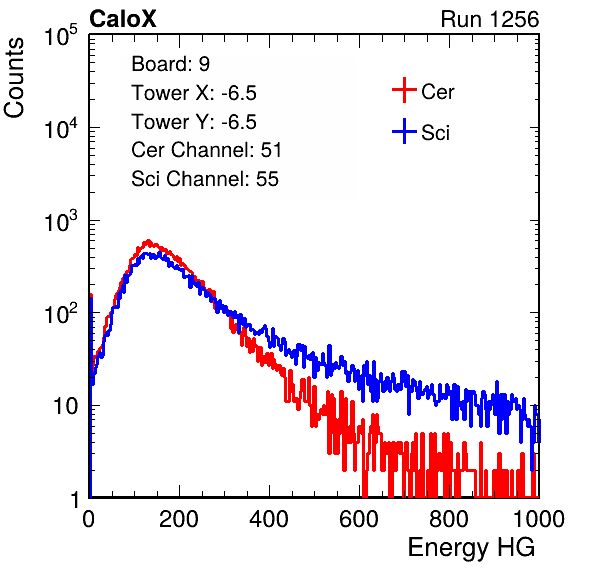 CaloX Run 1256
Counts
Board: 9
Tower X: -6.5
Tower Y: -6.5
Cer Channel: 51
Sci Channel: 55
Cer
Sci
10^5
10^4
10^3
10^2
10
1
0 200 400 600 800 1000
Energy HG